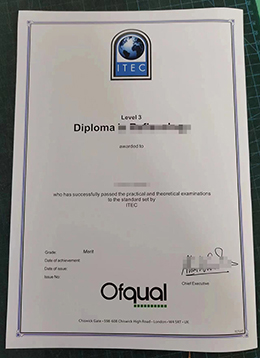 ITEC
Level 3
Diploma
awarded to
who has successfully passed the practical and theoretical examinations
to the standard set by
ITEC
Grade: Merit
Date of achievement:
Date of issue:
Issue No:
Chief Executive
Ofqual